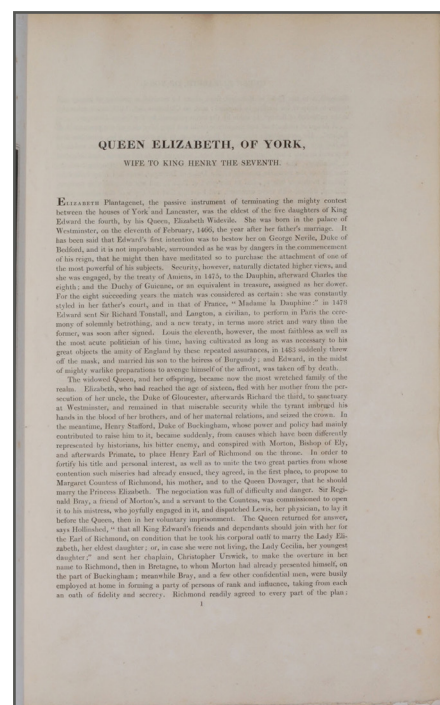 QUEEN ELIZABETH, OF YORK,
WIFE TO KING HENRY THE SEVENTH.
Elizabeth Plantagenet, the passive instrument of terminating the mighty contest
between the houses of York and Lancaster, was the eldest of the five daughters of King
Edward the fourth, by his Queen, Elizabeth Widevile. She was born in the palace of
Westminster, on the eleventh of February, 1466, the year after her father's marriage. It
has been said that Edward's first intention was to bestow her on George Nevile, Duke of
Bedford, and it is not improbable, surrounded as he was by dangers in the commencement
of his reign, that he might then have meditated so to purchase the attachment of one of
the most powerful of his subjects. Security, however, naturally dictated higher views, and
she was engaged, by the treaty of Amiens, in 1475, to the Dauphin, afterward Charles the
eighth; and the Duchy of Guienne, or an equivalent in treasure, assigned as her dower.
For the eight succeeding years the match was considered as certain: she was constantly
styled in her father's court, and in that of France, "Madame la Dauphine:" in 1478
Edward sent Sir Richard Tonstall, and Langton, a civilian, to perform in Paris the cere-
mony of solemnly betrothing, and a new treaty, in terms more strict and wary than the
former, was soon after signed. Louis the eleventh, however, the most faithless as well as
the most acute politician of his time, having cultivated as long as was necessary to his
great objects the amity of England by these repeated assurances, in 1483 suddenly threw
off the mask, and married his son to the heiress of Burgundy; and Edward, in the midst
of mighty warlike preparations to avenge himself of the affront, was taken off by death.
The widowed Queen, and her offspring, became now the most wretched family of the
realm. Elizabeth, who had reached the age of sixteen, fled with her mother from the per-
secution of her uncle, the Duke of Gloucester, afterwards Richard the third, to sanctuary
at Westminster, and remained in that miserable security while the tyrant imbrued his
hands in the blood of her brothers, and of her maternal relations, and seized the crown. In
the meantime, Henry Stafford, Duke of Buckingham, whose power and policy had mainly
contributed to raise him to it, became suddenly, from causes which have been differently
represented by historians, his bitter enemy, and conspired with Morton, Bishop of Ely,
and afterwards Primate, to place Henry Earl of Richmond on the throne. In order to
fortify his title and personal interest, as well as to unite the two great parties from whose
contention such miseries had already ensued, they agreed, in the first place, to propose to
Margaret Countess of Richmond, his mother, and to the Queen Dowager, that he should
marry the Princess Elizabeth. The negotiation was full of difficulty and danger. Sir Regi-
nald Bray, a friend of Morton's, and a servant to the Countess, was commissioned to open
it to his mistress, who joyfully engaged in it, and dispatched Lewis, her physician, to lay it
before the Queen, then in her voluntary imprisonment. The Queen returned for answer,
says Hollinshed, "that all King Edward's friends and dependants should join with her for
the Earl of Richmond, on condition that he took his corporal oath to marry the Lady Eli-
zabeth, her eldest daughter; or, in case she were not living, the Lady Cecilia, her youngest
daughter;" and sent her chaplain, Christopher Urswick, to make the overture in her
name to Richmond, then in Bretagne, to whom Morton had already presented himself, on
the part of Buckingham; meanwhile Bray, and a few other confidential men, were busily
employed at home in forming a party of persons of rank and influence, taking from each
an oath of fidelity and secrecy. Richmond readily agreed to every part of the plan;
1